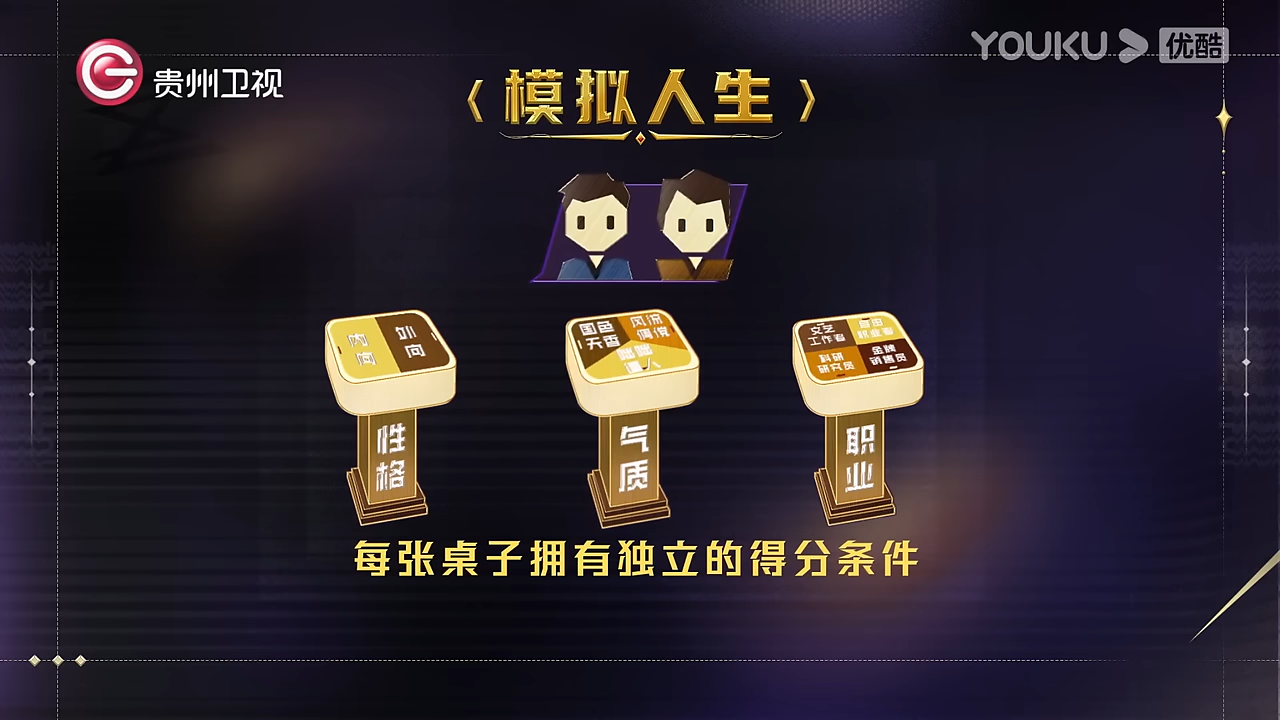 YOUKU 优酷
贵州卫视
模拟人生
内向
外向
国色
天香
风流
倜傥
咄咄
逼人
文艺
工作者
自由
职业者
科研
研究员
金牌
销售员
性格
气质
职业
每张桌子拥有独立的得分条件